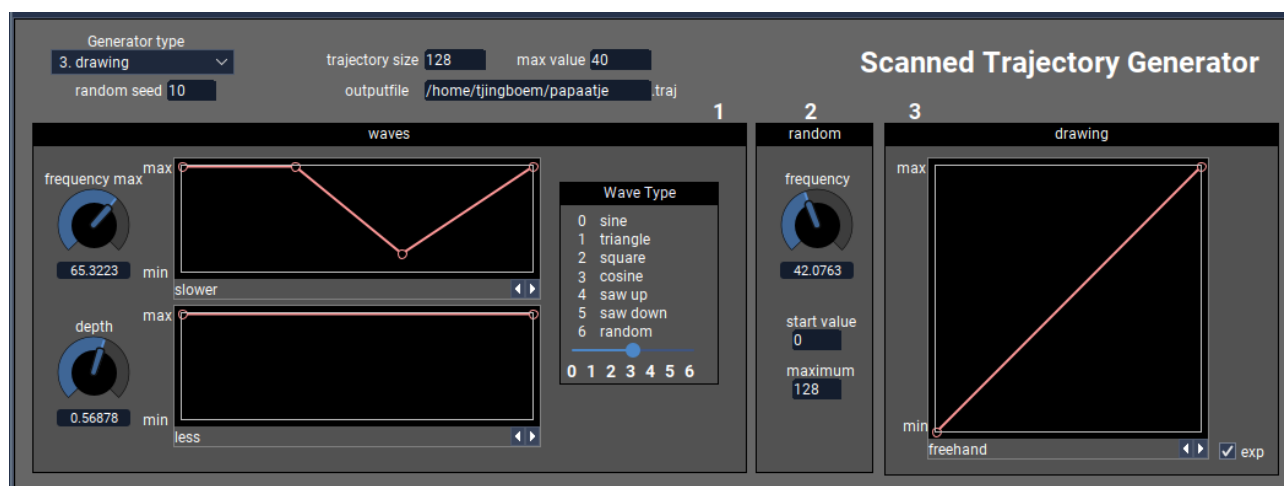 Generator type
3. drawing
random seed 10
trajectory size 128
max value 40
outputfile /home/tjingboem/papaatje .traj
Scanned Trajectory Generator
1
waves
frequency max
65.3223
max
min
slower
depth
0.56878
max
min
less
Wave Type
0 sine
1 triangle
2 square
3 cosine
4 saw up
5 saw down
6 random
0 1 2 3 4 5 6
2
random
frequency
42.0763
start value
0
maximum
128
3
drawing
max
min
freehand
exp